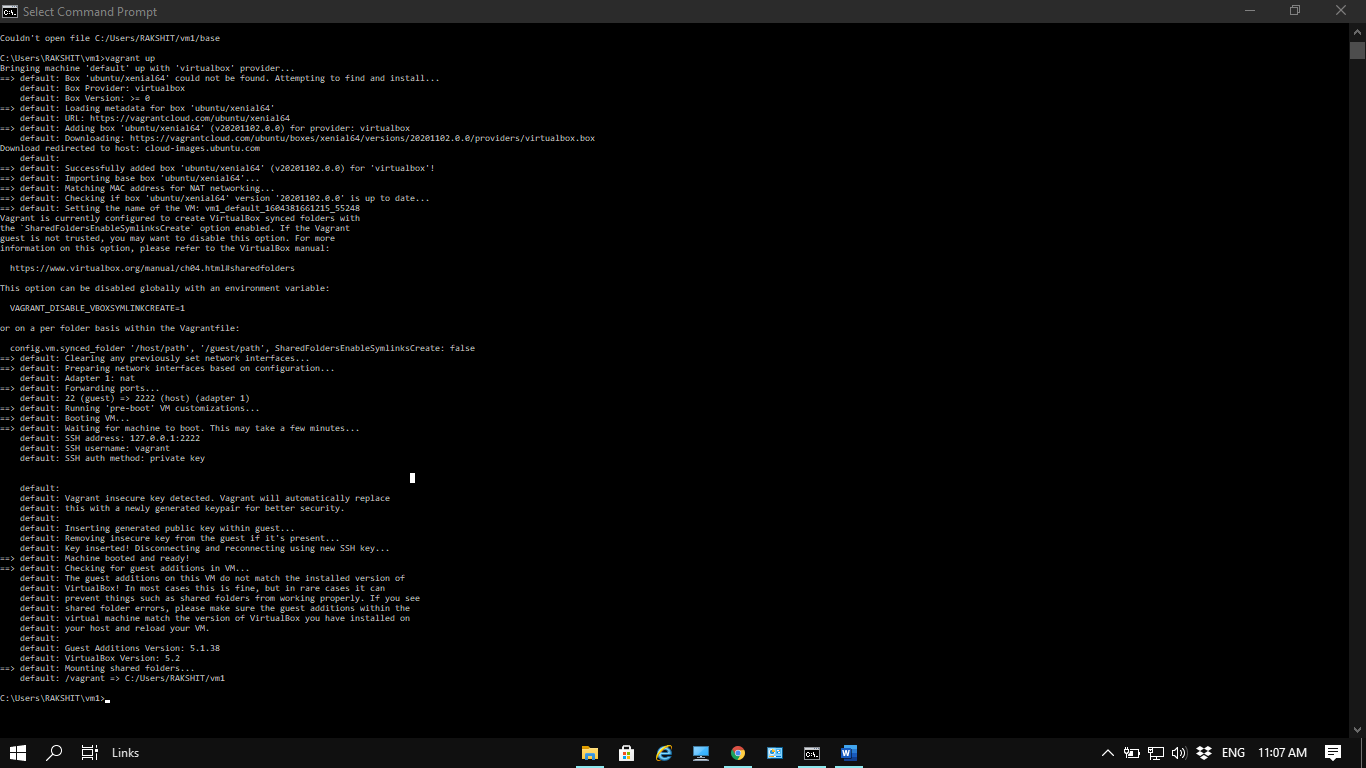 Select Command Prompt
Couldn't open file C:/Users/RAKSHIT/vm1/base
C:\Users\RAKSHIT\vm1>vagrant up
Bringing machine 'default' up with 'virtualbox' provider...
==> default: Box 'ubuntu/xenial64' could not be found. Attempting to find and install...
default: Box Provider: virtualbox
default: Box Version: >= 0
==> default: Loading metadata for box 'ubuntu/xenial64'
default: URL: https://vagrantcloud.com/ubuntu/xenial64
==> default: Adding box 'ubuntu/xenial64' (v20201102.0.0) for provider: virtualbox
default: Downloading: https://vagrantcloud.com/ubuntu/boxes/xenial64/versions/20201102.0.0/providers/virtualbox.box
Download redirected to host: cloud-images.ubuntu.com
default:
==> default: Successfully added box 'ubuntu/xenial64' (v20201102.0.0) for 'virtualbox'!
==> default: Importing base box 'ubuntu/xenial64'...
==> default: Matching MAC address for NAT networking...
==> default: Checking if box 'ubuntu/xenial64' version '20201102.0.0' is up to date...
==> default: Setting the name of the VM: vm1_default_1604381661215_55248
Vagrant is currently configured to create VirtualBox synced folders with
the `SharedFoldersEnableSymlinksCreate` option enabled. If the Vagrant
guest is not trusted, you may want to disable this option. For more
information on this option, please refer to the VirtualBox manual:
https://www.virtualbox.org/manual/ch04.html#sharedfolders
This option can be disabled globally with an environment variable:
VAGRANT_DISABLE_VBOXSYMLINKCREATE=1
or on a per folder basis within the Vagrantfile:
config.vm.synced_folder '/host/path', '/guest/path', SharedFoldersEnableSymlinksCreate: false
==> default: Clearing any previously set network interfaces...
==> default: Preparing network interfaces based on configuration...
default: Adapter 1: nat
==> default: Forwarding ports...
default: 22 (guest) => 2222 (host) (adapter 1)
==> default: Running 'pre-boot' VM customizations...
==> default: Booting VM...
==> default: Waiting for machine to boot. This may take a few minutes...
default: SSH address: 127.0.0.1:2222
default: SSH username: vagrant
default: SSH auth method: private key
default:
default: Vagrant insecure key detected. Vagrant will automatically replace
default: this with a newly generated keypair for better security.
default:
default: Inserting generated public key within guest...
default: Removing insecure key from the guest if it's present...
default: Key inserted! Disconnecting and reconnecting using new SSH key...
==> default: Machine booted and ready!
==> default: Checking for guest additions in VM...
default: The guest additions on this VM do not match the installed version of
default: VirtualBox! In most cases this is fine, but in rare cases it can
default: prevent things such as shared folders from working properly. If you see
default: shared folder errors, please make sure the guest additions within the
default: virtual machine match the version of VirtualBox you have installed on
default: your host and reload your VM.
default:
default: Guest Additions Version: 5.1.38
default: VirtualBox Version: 5.2
==> default: Mounting shared folders...
default: /vagrant => C:/Users/RAKSHIT/vm1
C:\Users\RAKSHIT\vm1>
Links
ENG
11:07 AM